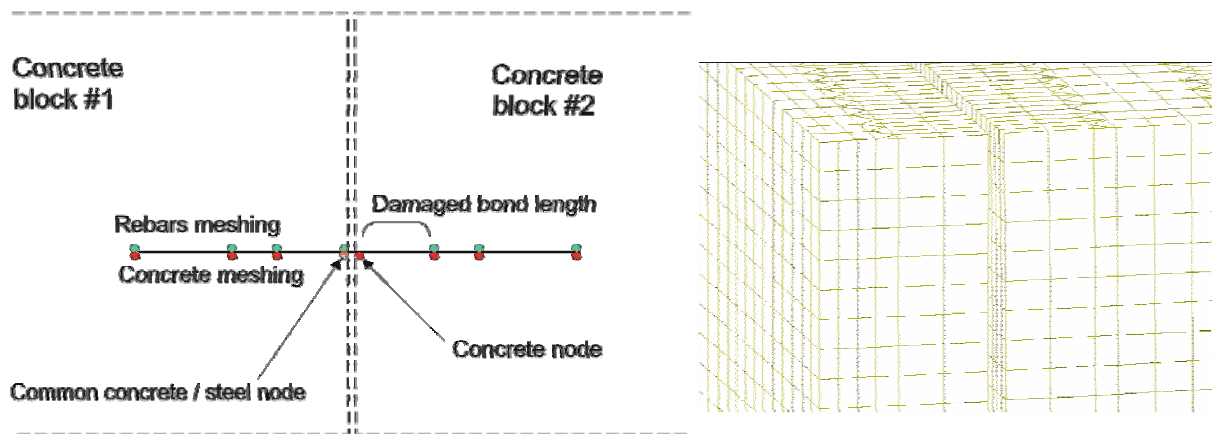 Concrete
block #1
Concrete
block #2
Damaged bond length
Rebars meshing
Concrete meshing
Concrete node
Common concrete / steel node